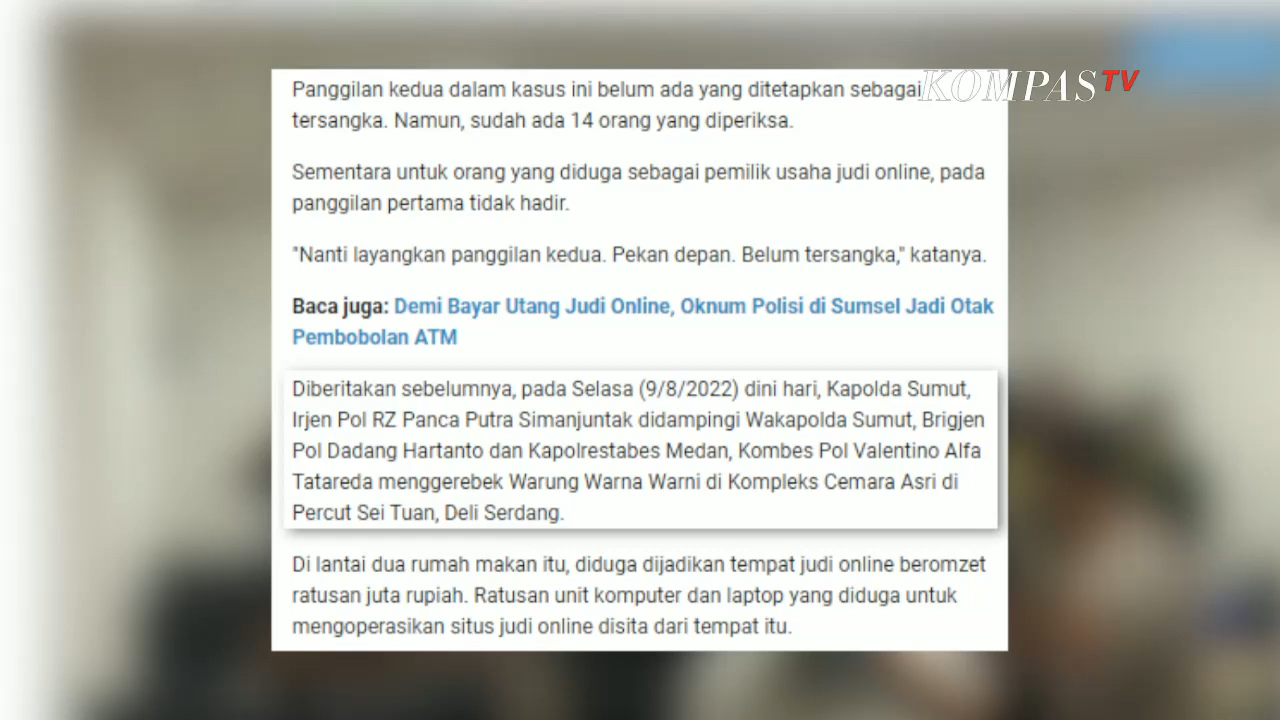 KOMPASTV
Panggilan kedua dalam kasus ini belum ada yang ditetapkan sebagai
tersangka. Namun, sudah ada 14 orang yang diperiksa.
Sementara untuk orang yang diduga sebagai pemilik usaha judi online, pada
panggilan pertama tidak hadir.
"Nanti layangkan panggilan kedua. Pekan depan. Belum tersangka," katanya.
Baca juga: Demi Bayar Utang Judi Online, Oknum Polisi di Sumsel Jadi Otak
Pembobolan ATM
Diberitakan sebelumnya, pada Selasa (9/8/2022) dini hari, Kapolda Sumut,
Irjen Pol RZ Panca Putra Simanjuntak didampingi Wakapolda Sumut, Brigjen
Pol Dadang Hartanto dan Kapolrestabes Medan, Kombes Pol Valentino Alfa
Tatareda menggerebek Warung Warna Warni di Kompleks Cemara Asri di
Percut Sei Tuan, Deli Serdang.
Di lantai dua rumah makan itu, diduga dijadikan tempat judi online beromzet
ratusan juta rupiah. Ratusan unit komputer dan laptop yang diduga untuk
mengoperasikan situs judi online disita dari tempat itu.